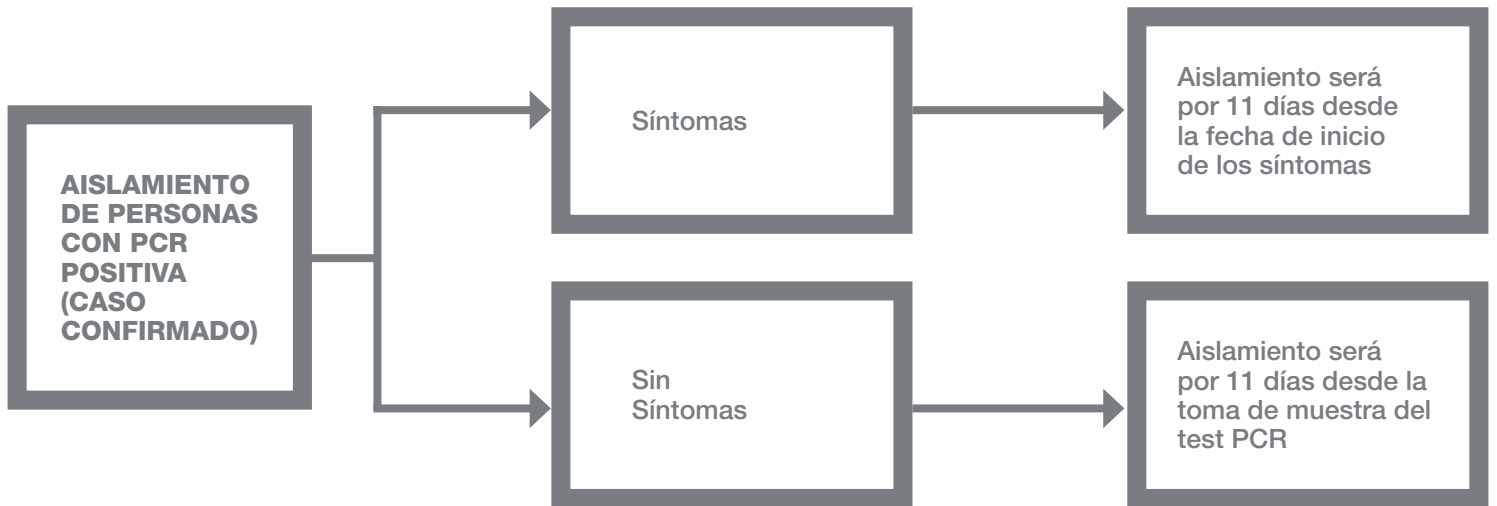 AISLAMIENTO
DE PERSONAS
CON PCR
POSITIVA
(CASO
CONFIRMADO)
Síntomas
Aislamiento será
por 11 días desde
la fecha de inicio
de los síntomas
Sin
Síntomas
Aislamiento será
por 11 días desde la
toma de muestra del
test PCR